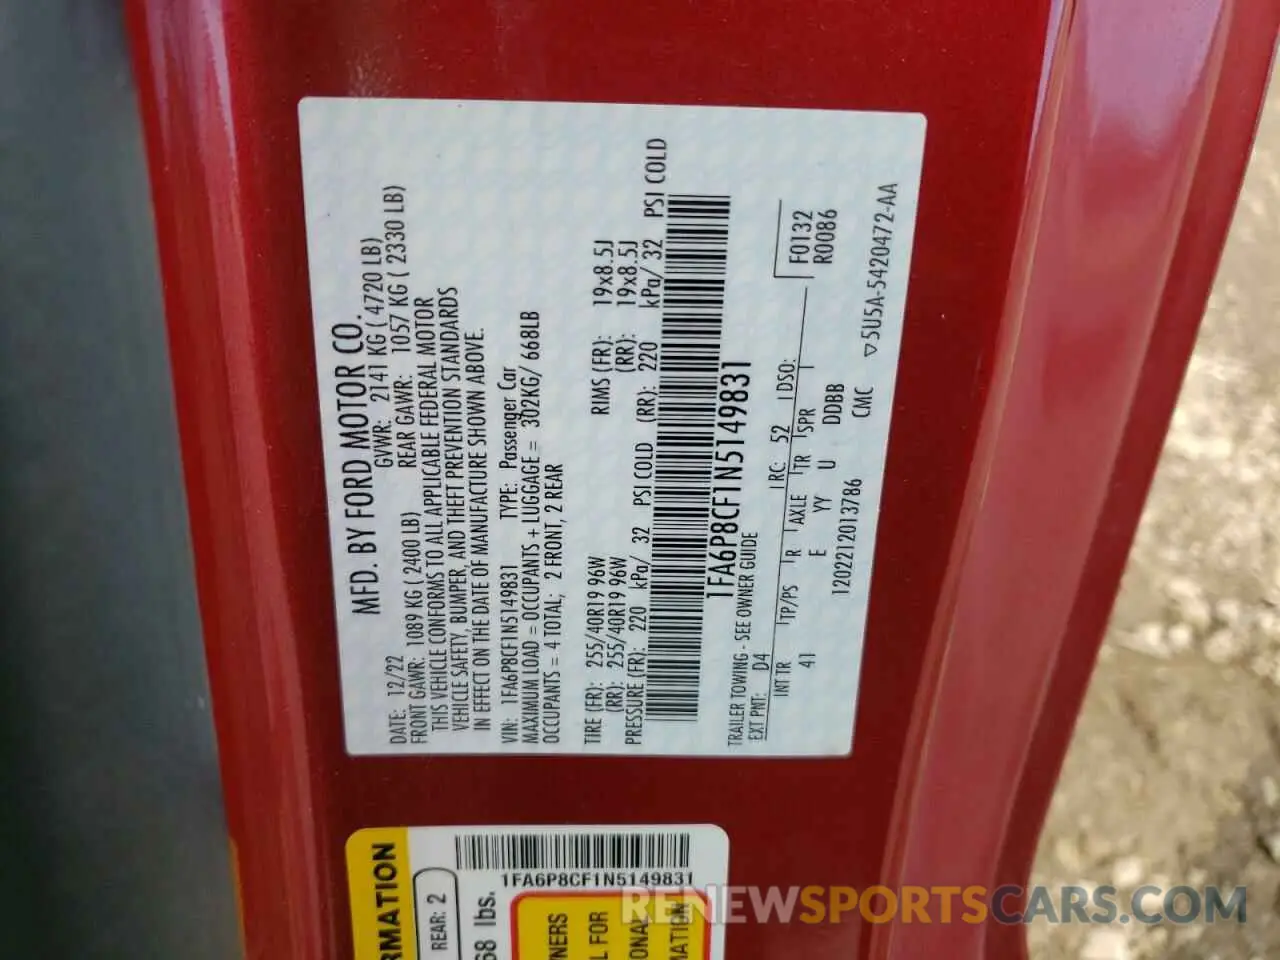 MFD. BY FORD MOTOR CO.
DATE: 12/22 GVWR: 2141 KG ( 4720 LB)
FRONT GAWR: 1089 KG ( 2400 LB) REAR GAWR: 1057 KG ( 2330 LB)
THIS VEHICLE CONFORMS TO ALL APPLICABLE FEDERAL MOTOR
VEHICLE SAFETY, BUMPER, AND THEFT PREVENTION STANDARDS
IN EFFECT ON THE DATE OF MANUFACTURE SHOWN ABOVE.
VIN: 1FA6P8CF1N5149831 TYPE: Passenger Car
MAXIMUM LOAD = OCCUPANTS + LUGGAGE = 302KG/ 668LB
OCCUPANTS = 4 TOTAL; 2 FRONT, 2 REAR
TIRE (FR): 255/40R19 96W RIMS (FR): 19x8.5J
(RR): 255/40R19 96W (RR): 19x8.5J
PRESSURE (FR): 220 kPa/ 32 PSI COLD (RR): 220 kPa/ 32 PSI COLD
1FA6P8CF1N5149831
TRAILER TOWING - SEE OWNER GUIDE
EXT PNT: D4 RC: 52 DSO: F0132
R0086
INT TR TP/PS R AXLE TR SPR
41 E YY U DDBB
1202212013786 CMC 5U5A-5420472-AA
1FA6P8CF1N5149831
RMATION
REAR: 2
68 lbs.
NERS
L FOR
ONAL
MATION
RENEWSPORTSCARS.COM